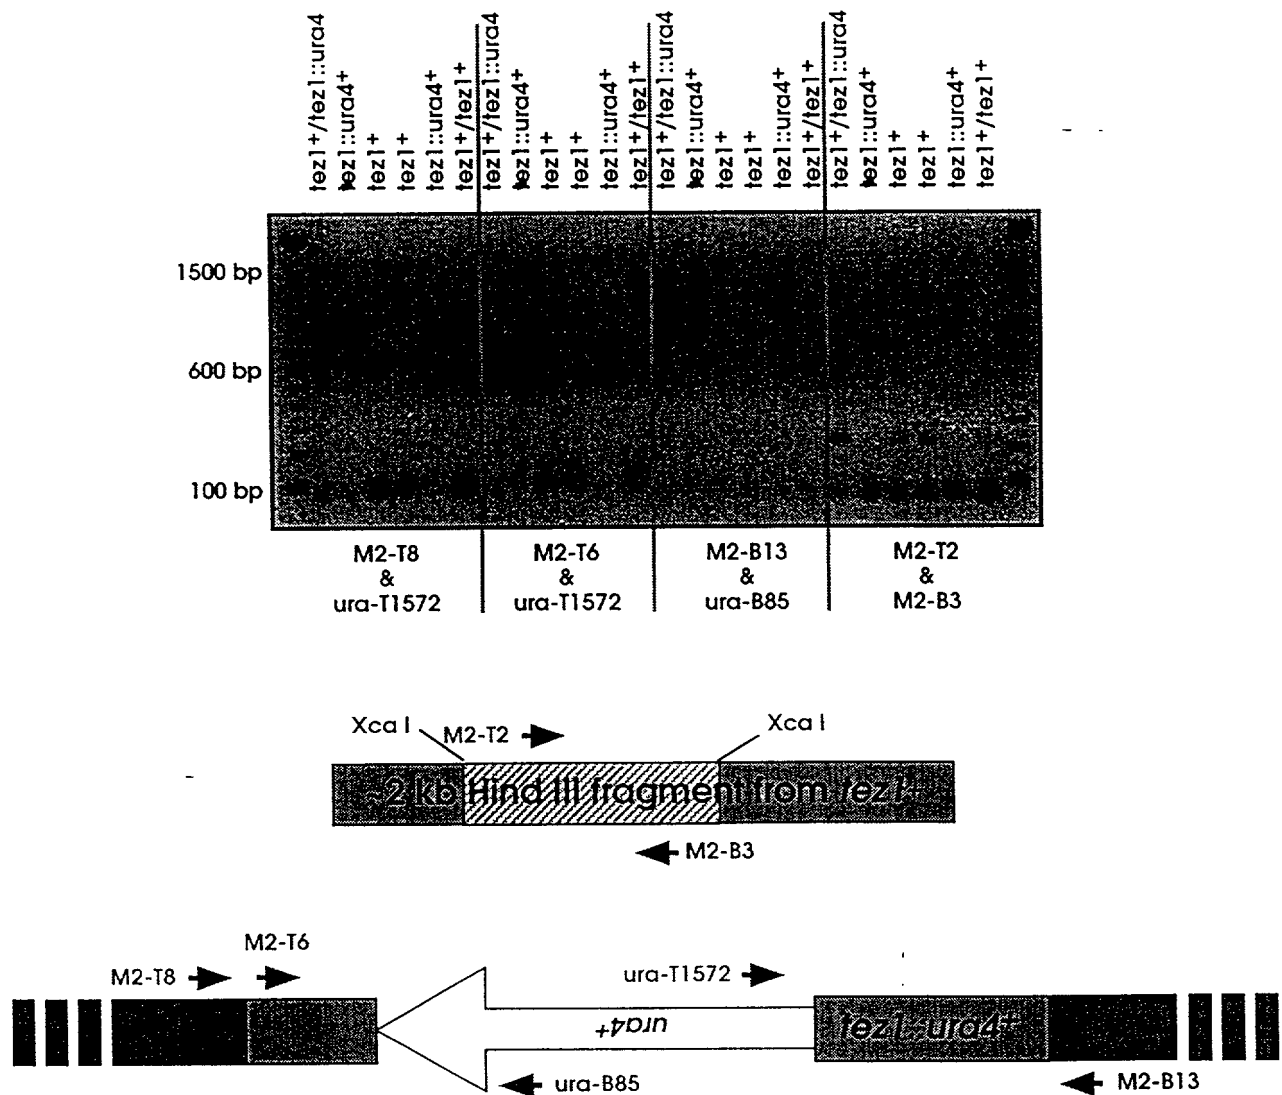 tez1+/tez1::ura4
tez1::ura4+
tez1+
tez1+
tez1::ura4+
tez1+/tez1+
tez1+/tez1::ura4
tez1::ura4+
tez1+
tez1+
tez1::ura4+
tez1+/tez1+
tez1+/tez1::ura4
tez1::ura4+
tez1+
tez1+
tez1::ura4+
tez1+/tez1+
tez1+/tez1::ura4
tez1::ura4+
tez1+
tez1+
tez1::ura4+
tez1+/tez1+
1500 bp
600 bp
100 bp
M2-T8
&
ura-T1572
M2-T6
&
ura-T1572
M2-B13
&
ura-B85
M2-T2
&
M2-B3
Xca I
M2-T2
Xca I
2 kb Hind III fragment from tez1
M2-B3
M2-T6
M2-T8
ura-T1572
ura4+
tez1::ura4+
ura-B85
M2-B13